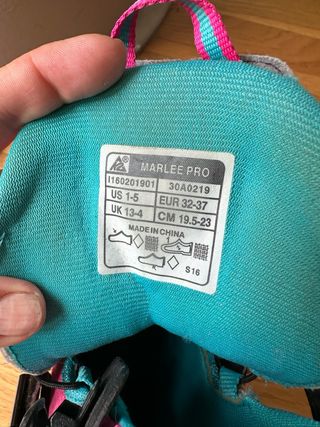 K2 MARLEE PRO
I160201901 30A0219
US 1-5 EUR 32-37
UK 13-4 CM 19.5-23
MADE IN CHINA
S16